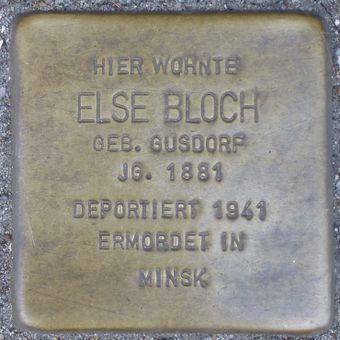 HIER WOHNTE
ELSE BLOCH
GEB. GUSDORF
JG. 1881
DEPORTIERT 1941
ERMORDET IN
MINSK